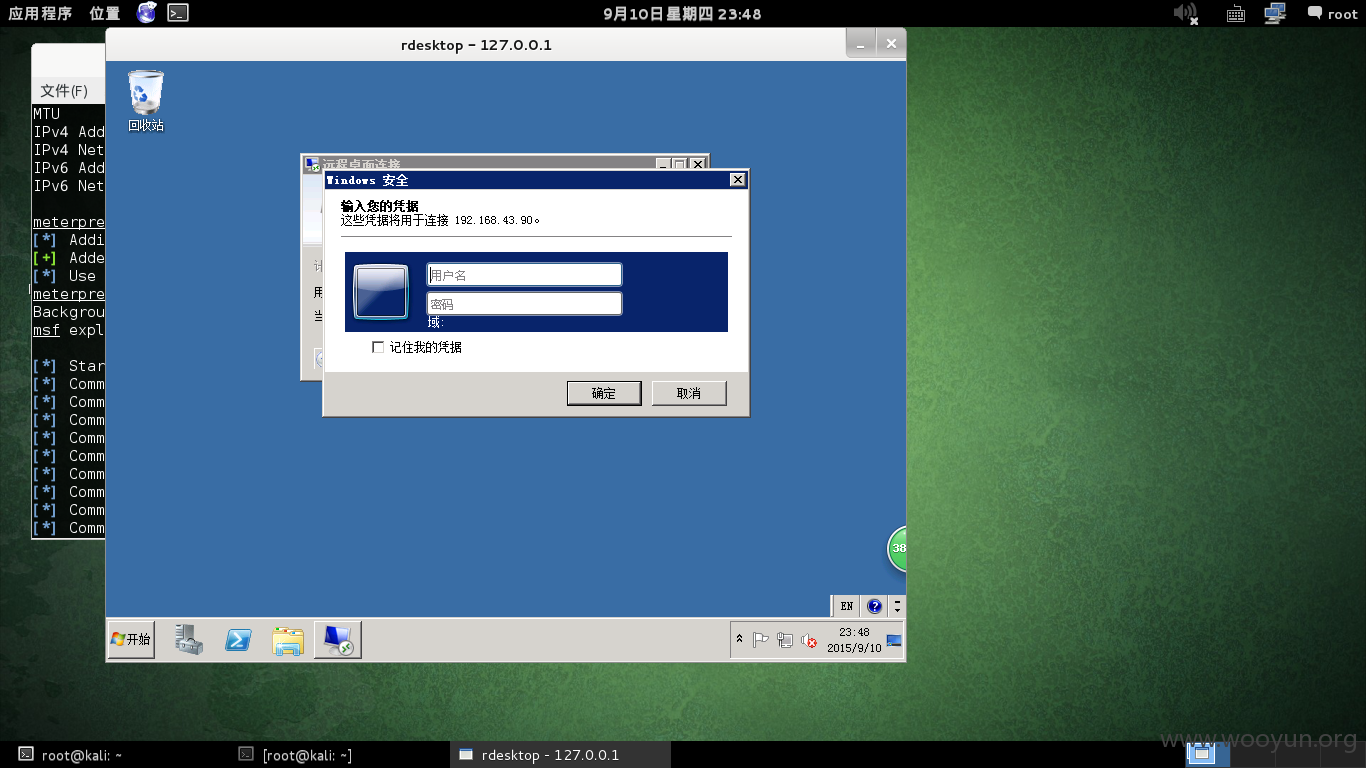 应用程序 位置 9月10日星期四 23:48 root
rdesktop - 127.0.0.1
文件(F)
MTU
IPv4 Add
IPv4 Net
IPv6 Add
IPv6 Net
meterpre
[*] Addi
[+] Adde
[*] Use
meterpre
Backgrou
msf expl
[*] Star
[*] Comm
[*] Comm
[*] Comm
[*] Comm
[*] Comm
[*] Comm
[*] Comm
[*] Comm
[*] Comm
回收站
远程桌面连接
Windows 安全
输入您的凭据
这些凭据将用于连接 192.168.43.90。
用户名
密码
域:
记住我的凭据
确定 取消
用
当
38
EN
开始
23:48
2015/9/10
root@kali: ~ [root@kali: ~] rdesktop - 127.0.0.1
www.wooyun.org